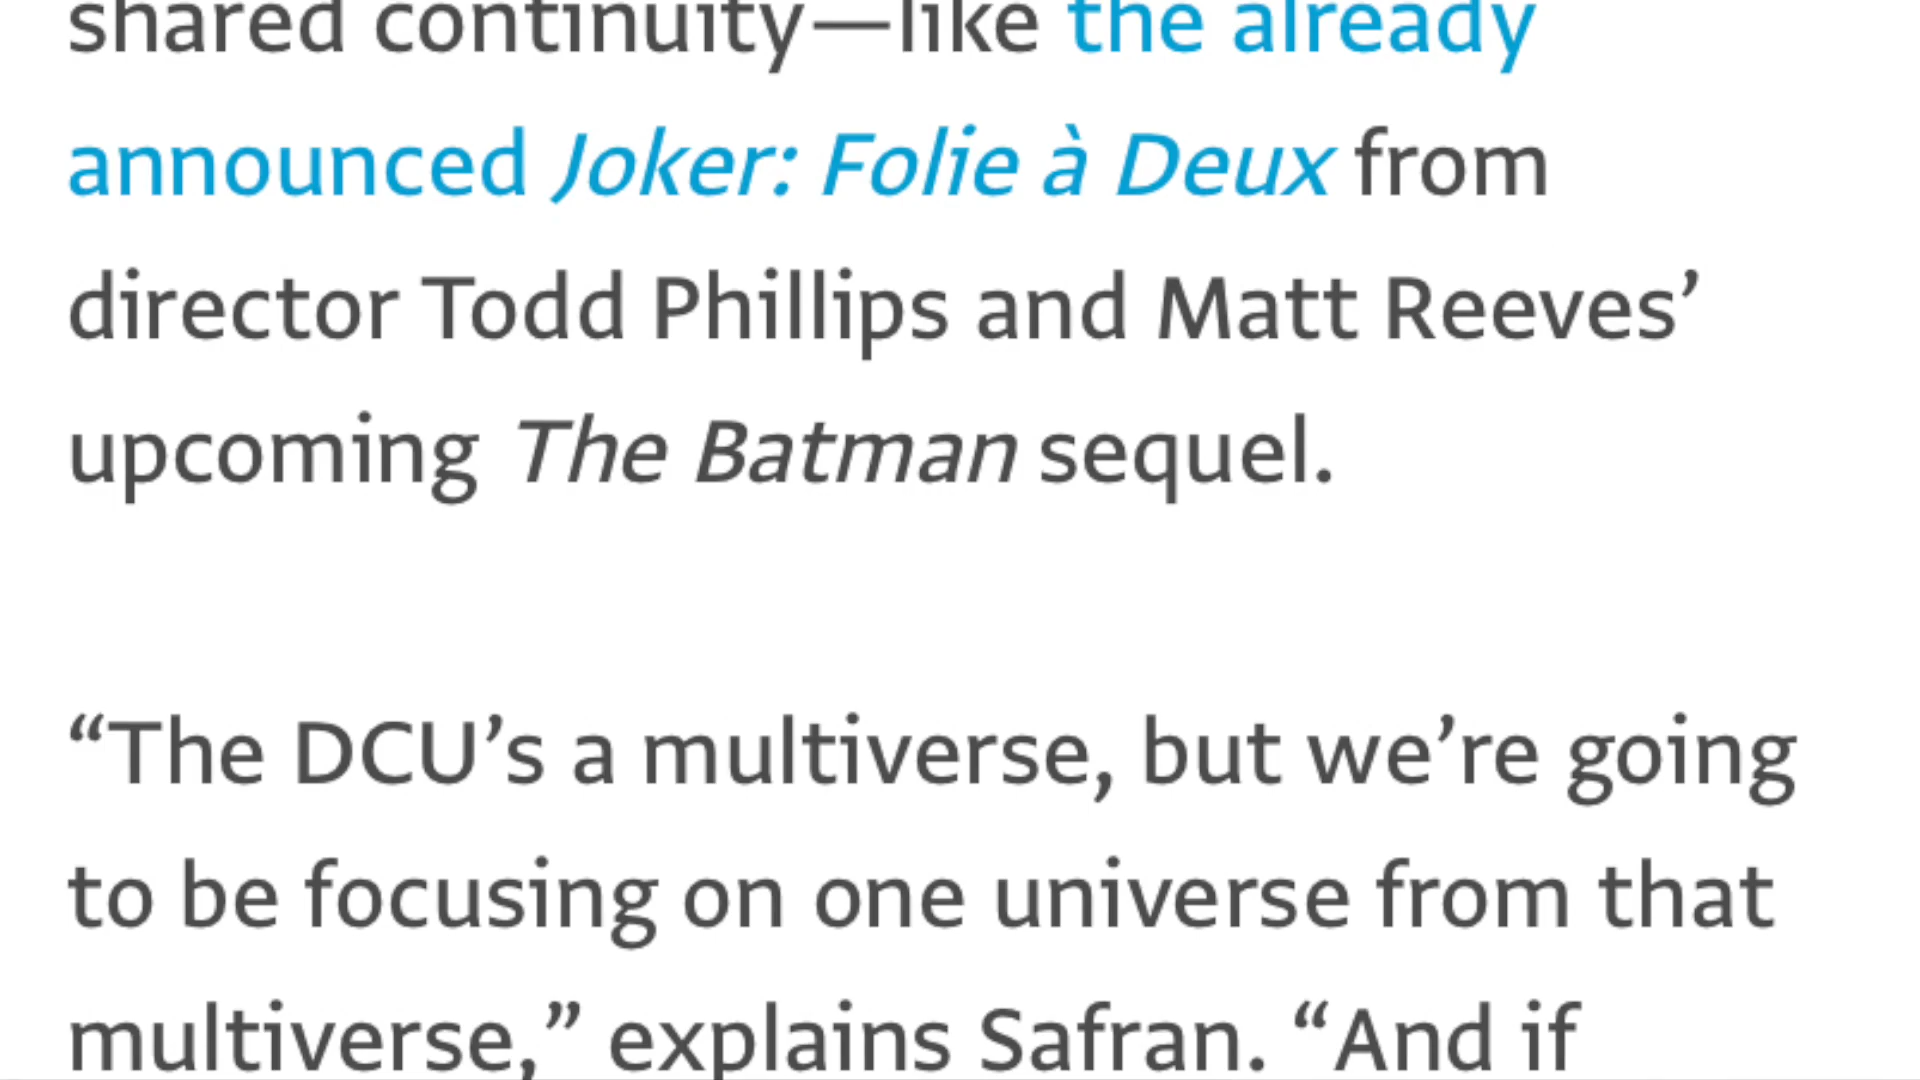 shared continuity—like the already
announced Joker: Folie à Deux from
director Todd Phillips and Matt Reeves’
upcoming The Batman sequel.
“The DCU’s a multiverse, but we’re going
to be focusing on one universe from that
multiverse,” explains Safran. “And if